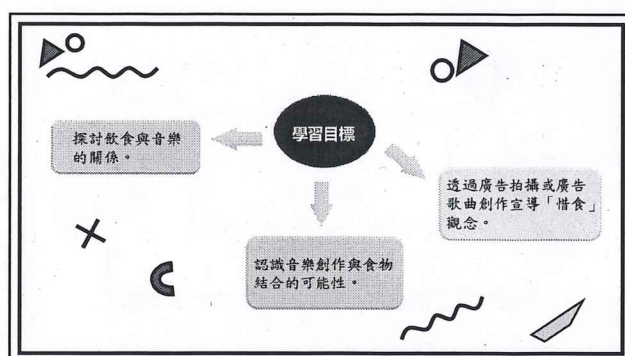 學習目標
探討飲食與音樂
的關係。
認識音樂創作與食物
結合的可能性。
透過廣告拍攝或廣告
歌曲創作宣導「惜食」
觀念。